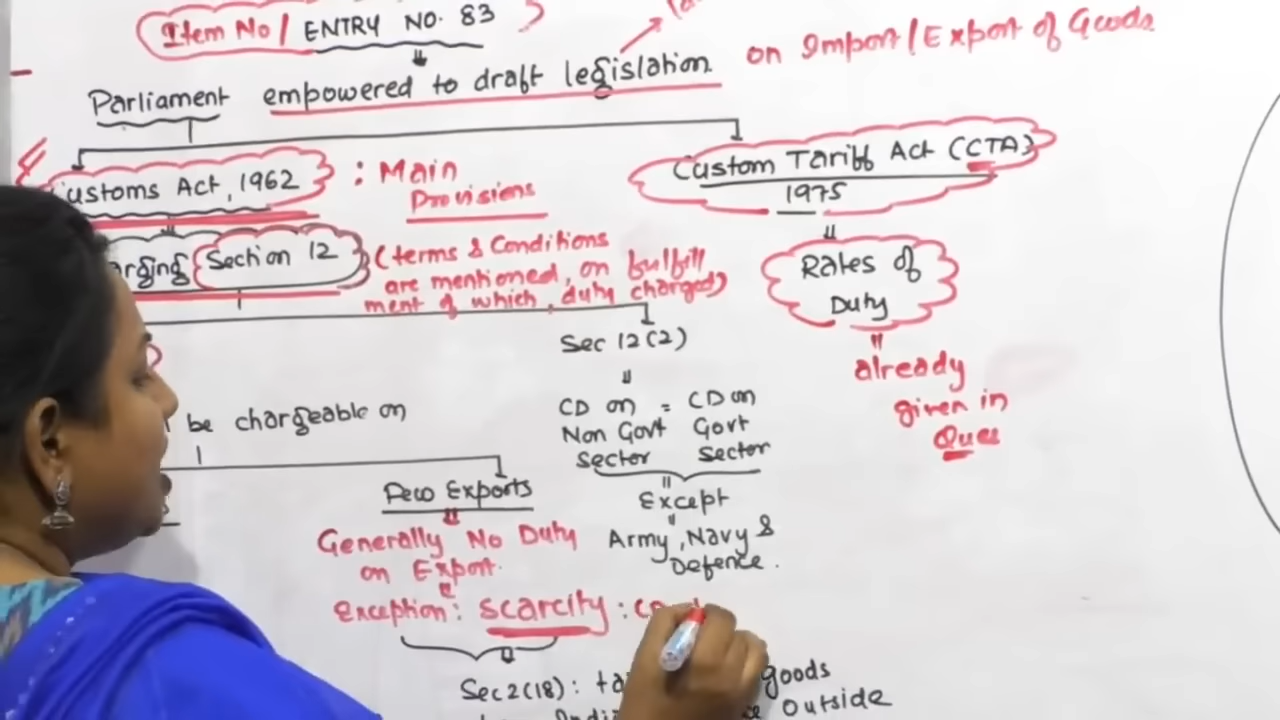 Item No / ENTRY NO. 83
Parliament empowered to draft legislation
on Import/Export of Goods
ustoms Act, 1962 : Main
Provisions
Custom Tariff Act (CTA)
1975
arging Section 12 (terms & Conditions
are mentioned, on fulfill
ment of which, duty charged)
Rates of
Duty
already
given in
Ques
Sec 12(2)
CD on = CD on
Non Govt Govt
Sector Sector
Except
Army, Navy &
Defence.
be chargeable on
Few Exports
Generally No Duty
on Export.
Exception: scarcity :
Sec 2(18): goods
outside